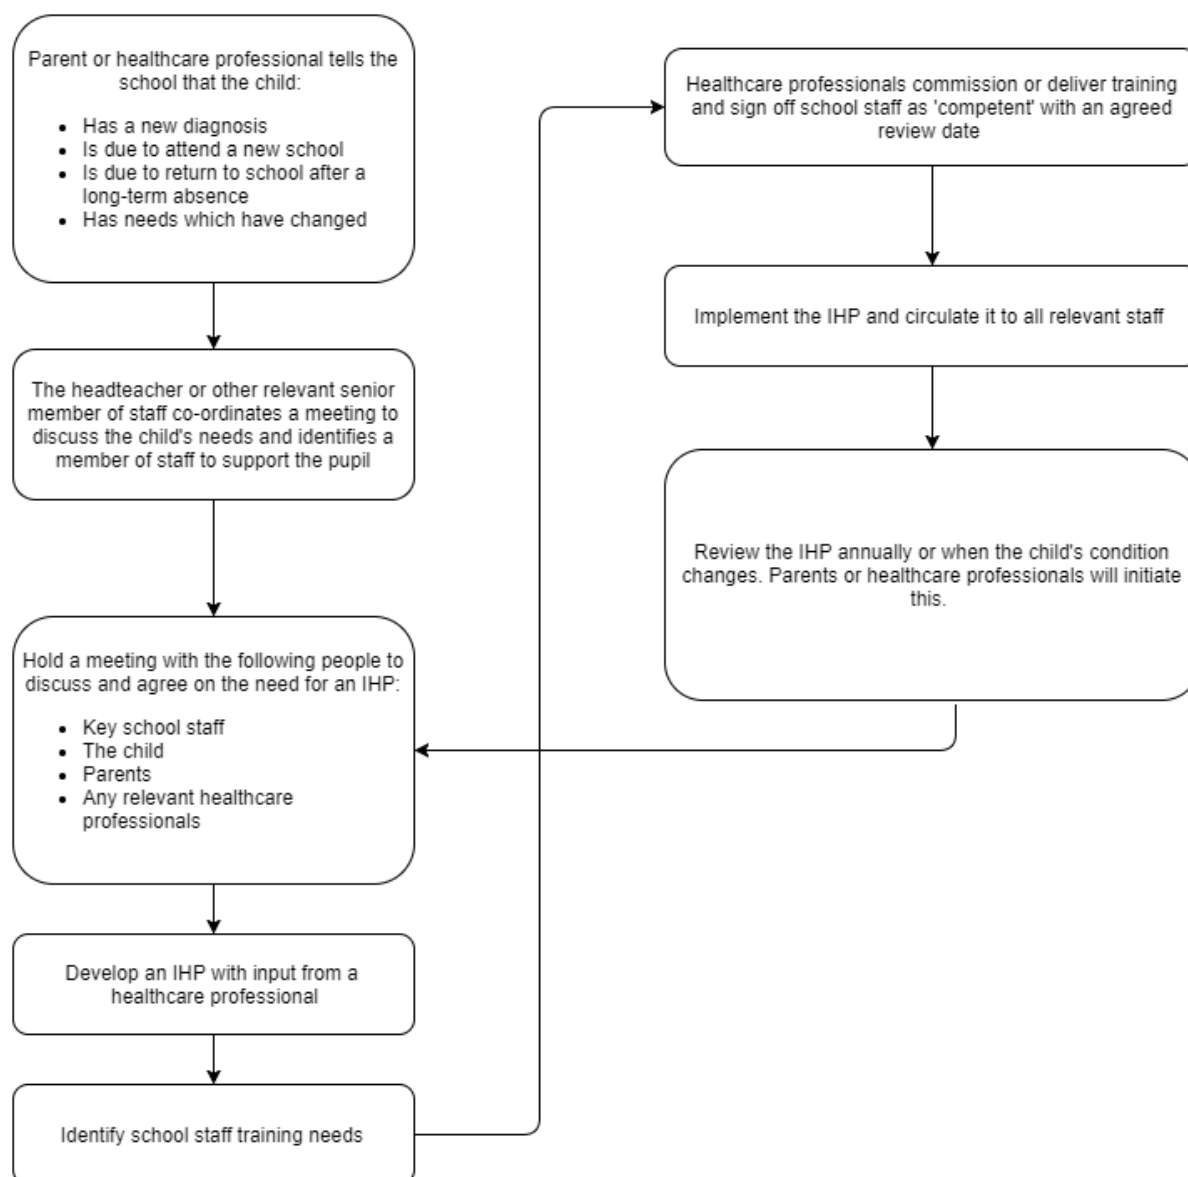 Parent or healthcare professional tells the
school that the child:
• Has a new diagnosis
• Is due to attend a new school
• Is due to return to school after a
long-term absence
• Has needs which have changed
The headteacher or other relevant senior
member of staff co-ordinates a meeting to
discuss the child's needs and identifies a
member of staff to support the pupil
Hold a meeting with the following people to
discuss and agree on the need for an IHP:
• Key school staff
• The child
• Parents
• Any relevant healthcare
professionals
Develop an IHP with input from a
healthcare professional
Identify school staff training needs
Healthcare professionals commission or deliver training
and sign off school staff as 'competent' with an agreed
review date
Implement the IHP and circulate it to all relevant staff
Review the IHP annually or when the child's condition
changes. Parents or healthcare professionals will initiate
this.